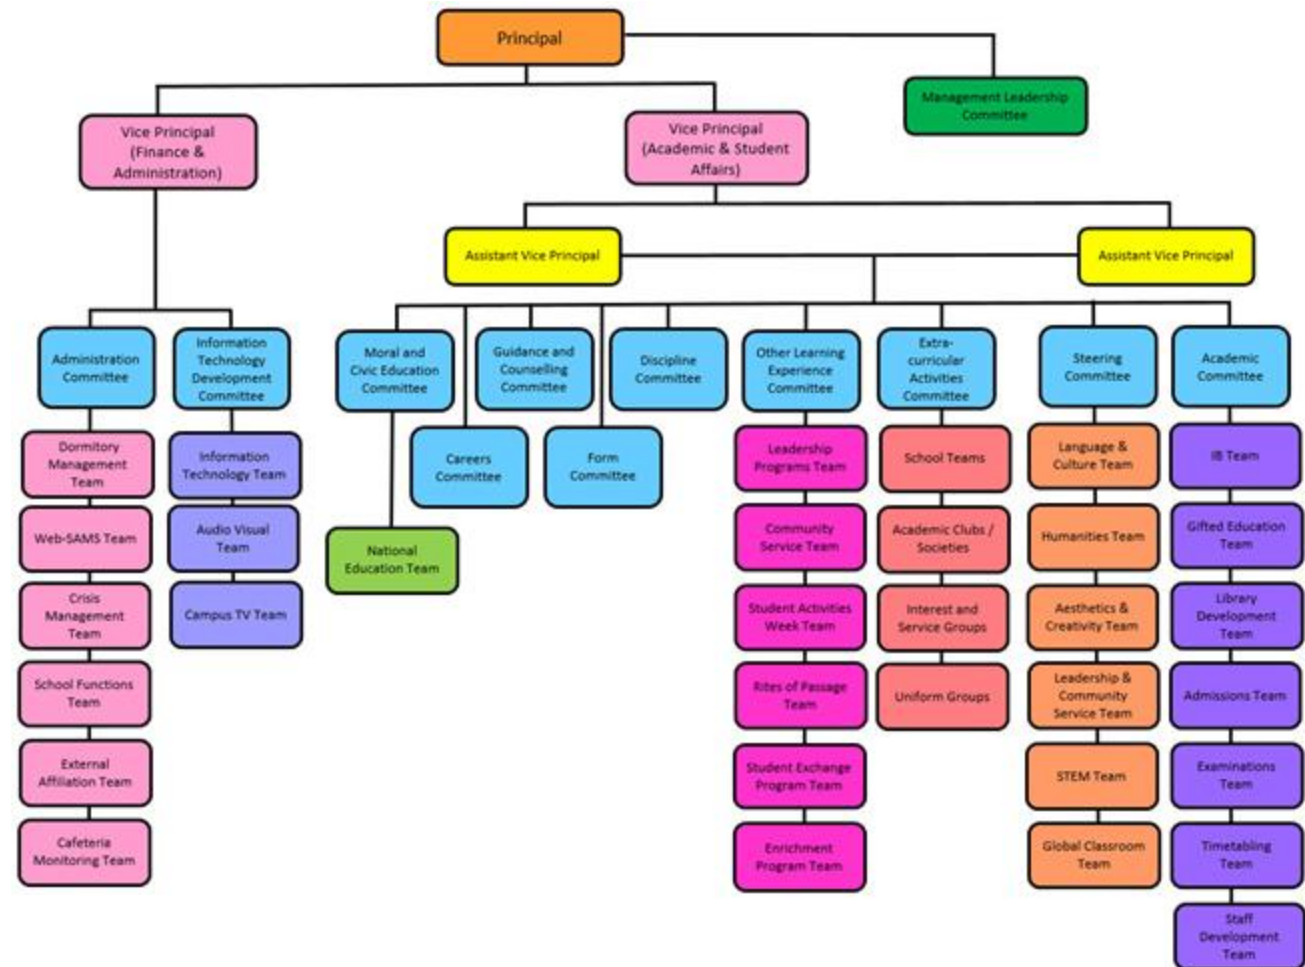 Principal
Management Leadership
Committee
Vice Principal
(Finance &
Administration)
Vice Principal
(Academic & Student
Affairs)
Assistant Vice Principal
Assistant Vice Principal
Administration
Committee
Information
Technology
Development
Committee
Moral and
Civic Education
Committee
Guidance and
Counselling
Committee
Discipline
Committee
Other Learning
Experience
Committee
Extra-
curricular
Activities
Committee
Steering
Committee
Academic
Committee
Careers
Committee
Form
Committee
National
Education Team
Dormitory
Management
Team
Web-SAMS Team
Crisis
Management
Team
School Functions
Team
External
Affiliation Team
Cafeteria
Monitoring Team
Information
Technology Team
Audio Visual
Team
Campus TV Team
Leadership
Programs Team
Community
Service Team
Student Activities
Week Team
Rites of Passage
Team
Student Exchange
Program Team
Enrichment
Program Team
School Teams
Academic Clubs /
Societies
Interest and
Service Groups
Uniform Groups
Language &
Culture Team
Humanities Team
Aesthetics &
Creativity Team
Leadership &
Community
Service Team
STEM Team
Global Classroom
Team
IB Team
Gifted Education
Team
Library
Development
Team
Admissions Team
Examinations
Team
Timetabling
Team
Staff
Development
Team